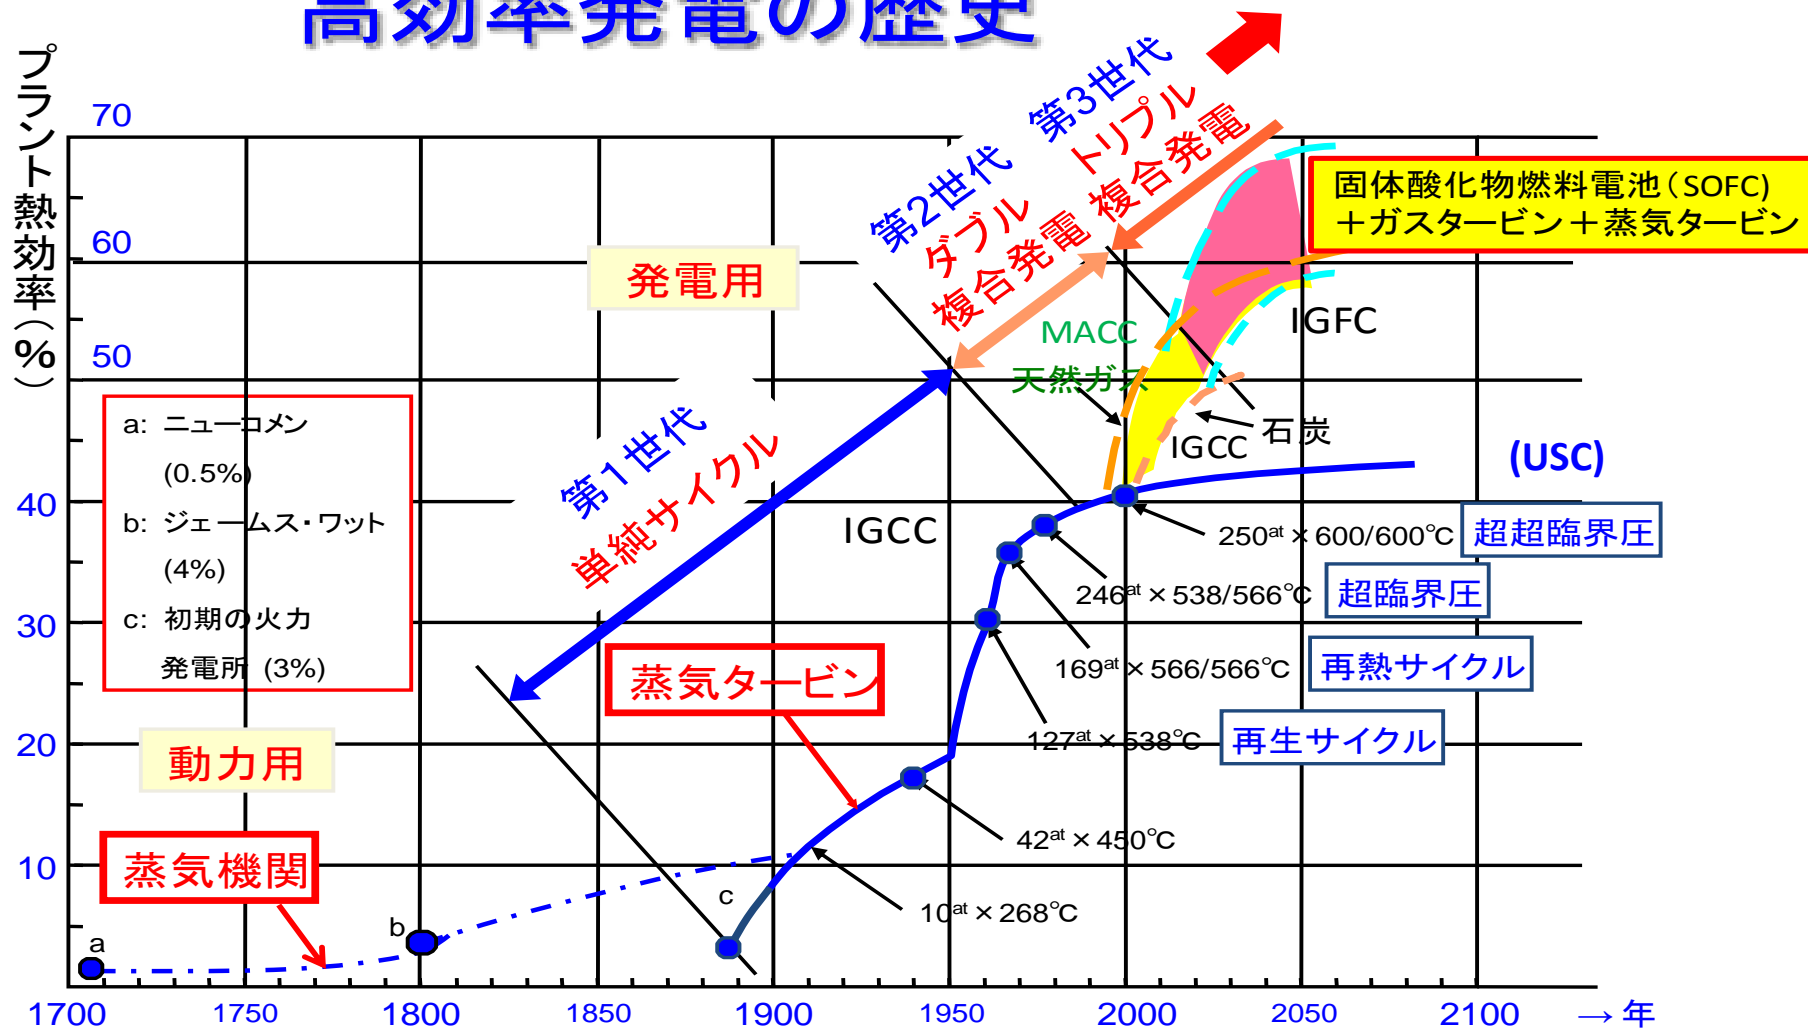 高効率発電の歴史
プラント熱効率(%)
70
60
50
40
30
20
10
第3世代
トリプル
複合発電
第2世代
ダブル
複合発電
第1世代
単純サイクル
固体酸化物燃料電池(SOFC)
+ガスタービン+蒸気タービン
発電用
MACC
天然ガス
IGFC
石炭
IGCC
(USC)
IGCC
a: ニューコメン
(0.5%)
b: ジェームス・ワット
(4%)
c: 初期の火力
発電所 (3%)
250at×600/600℃ 超超臨界圧
246at×538/566℃ 超臨界圧
169at×566/566℃ 再熱サイクル
127at×538℃ 再生サイクル
42at×450℃
10at×268℃
蒸気タービン
動力用
蒸気機関
a
b
c
1700 1750 1800 1850 1900 1950 2000 2050 2100 →年